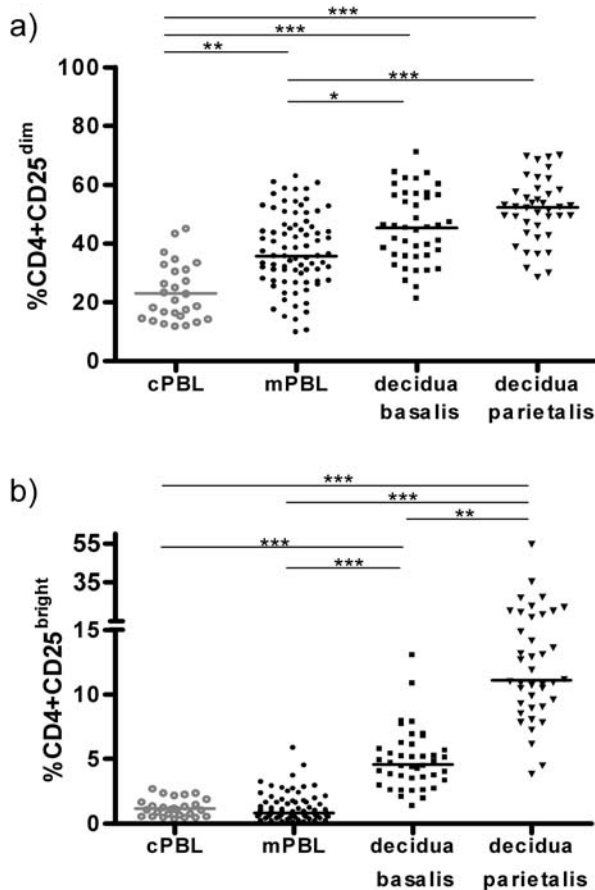 a)
***
***
**
***
*
%CD4+CD25dim
100
80
60
40
20
0
cPBL mPBL decidua decidua
basalis parietalis
b)
***
***
**
***
***
%CD4+CD25bright
55
35
15
10
5
0
cPBL mPBL decidua decidua
basalis parietalis